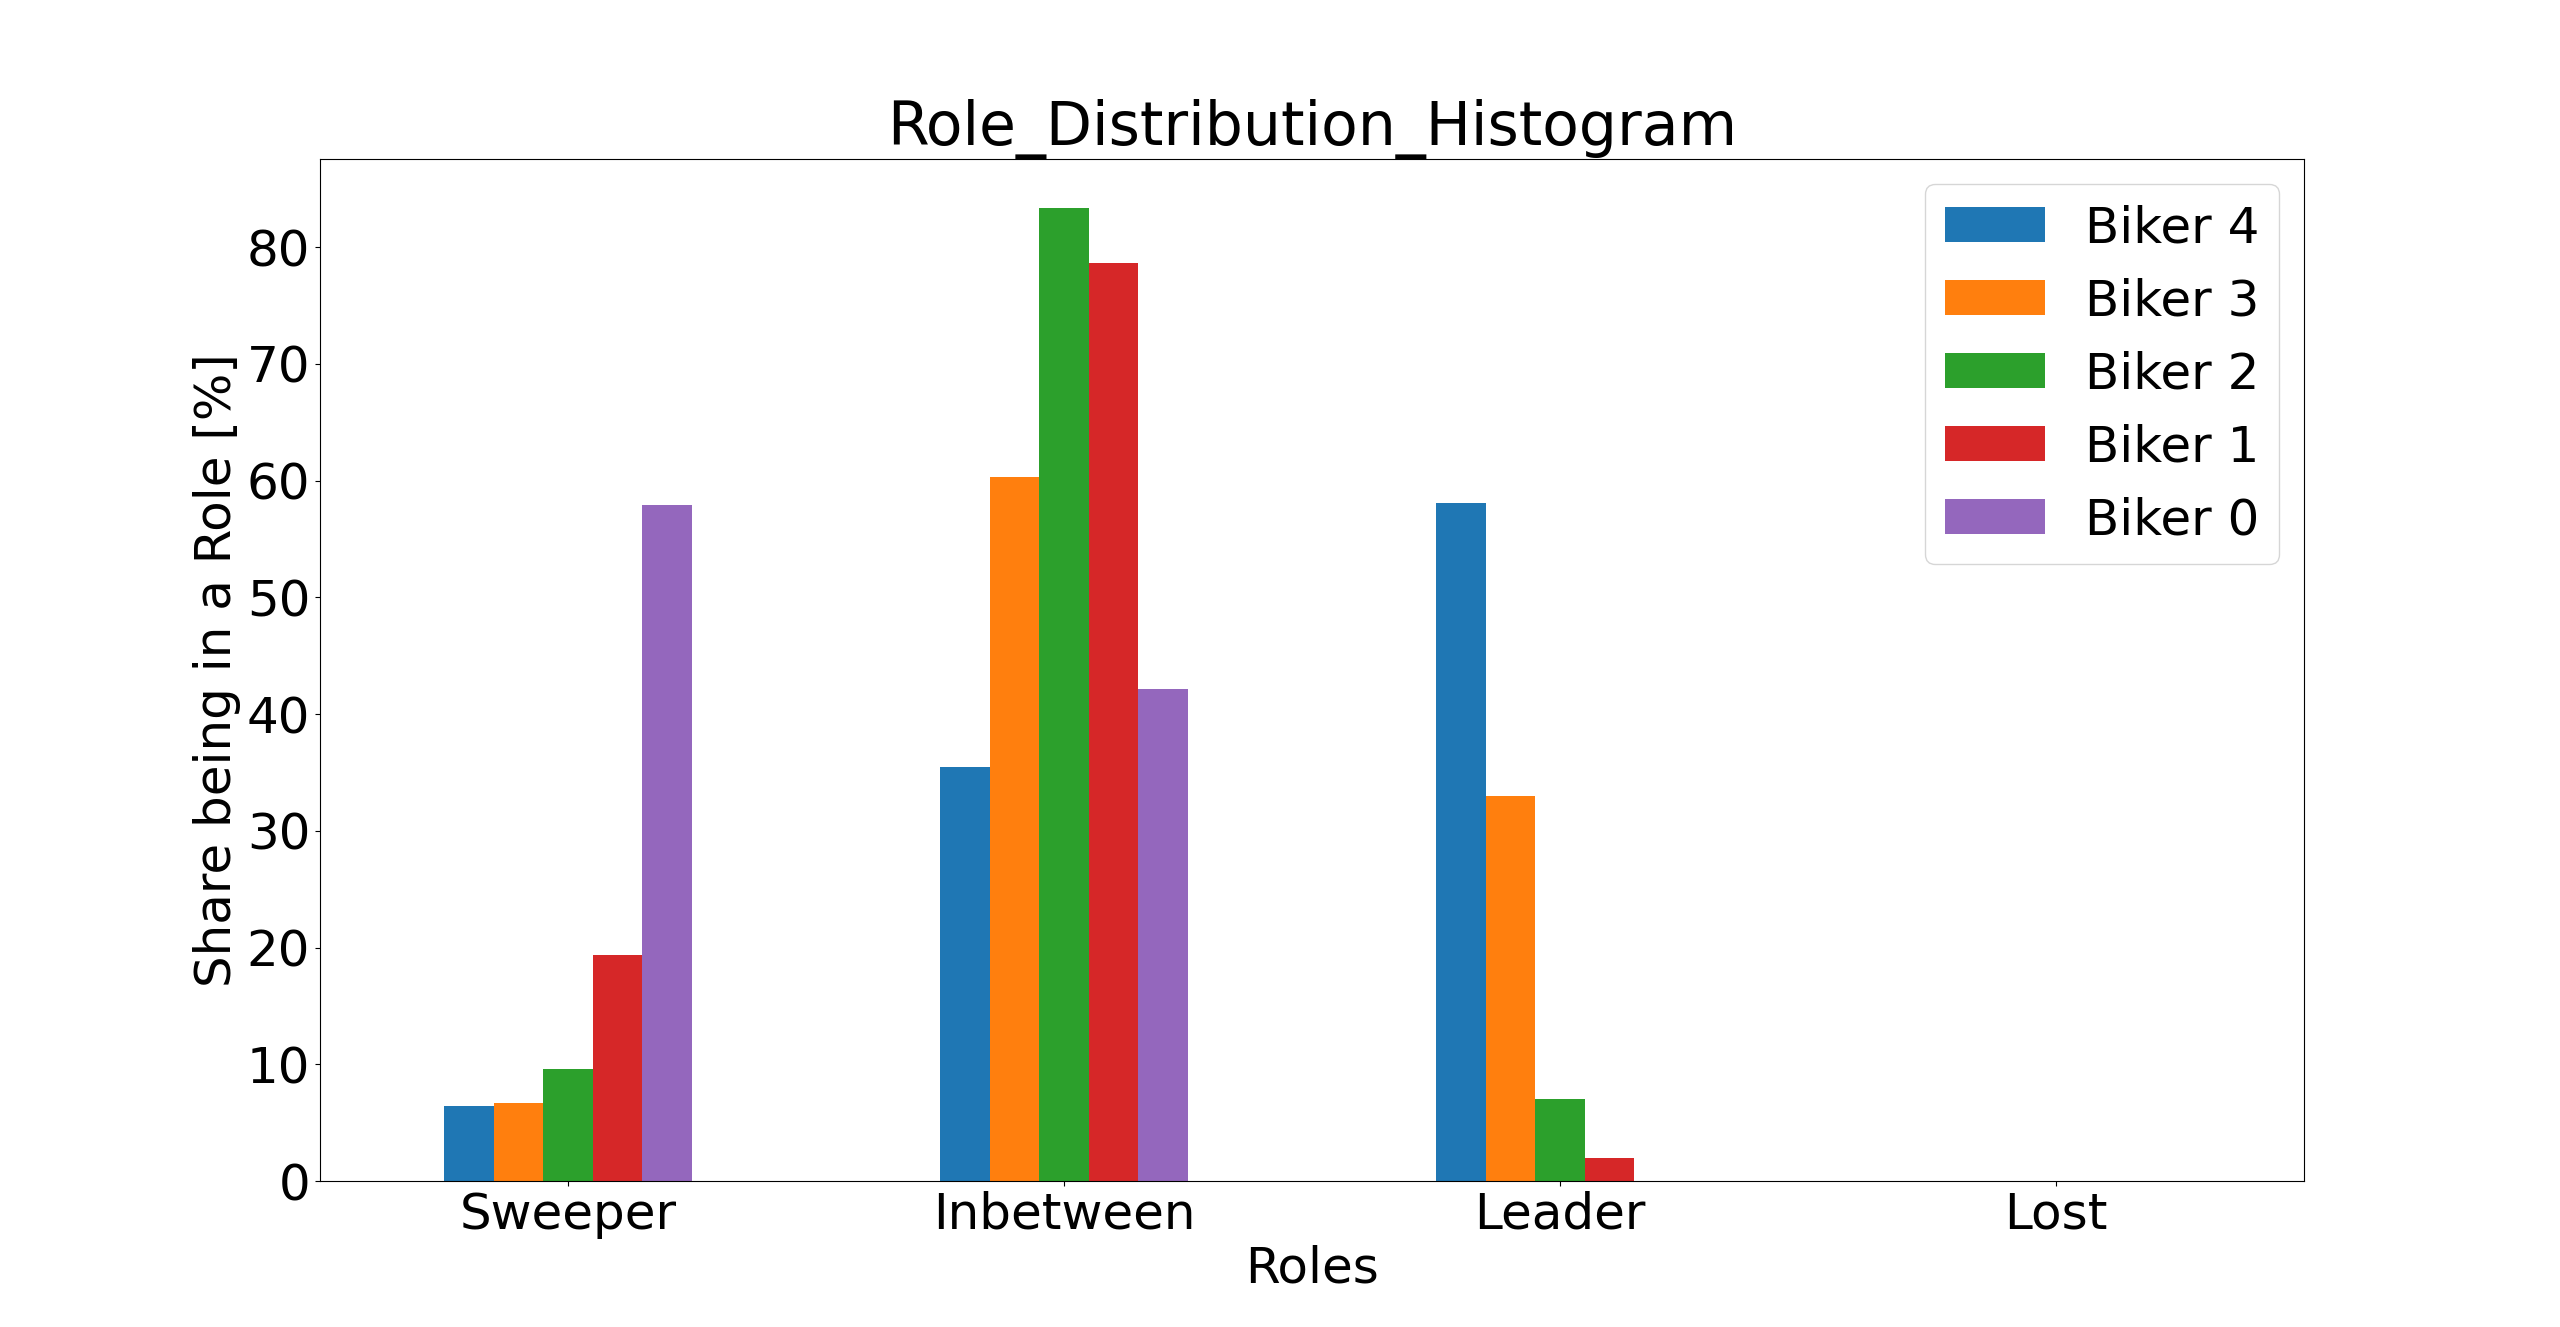 Role_Distribution_Histogram
Share being in a Role [%]
80
70
60
50
40
30
20
10
0
Biker 4
Biker 3
Biker 2
Biker 1
Biker 0
Sweeper
Inbetween
Leader
Lost
Roles